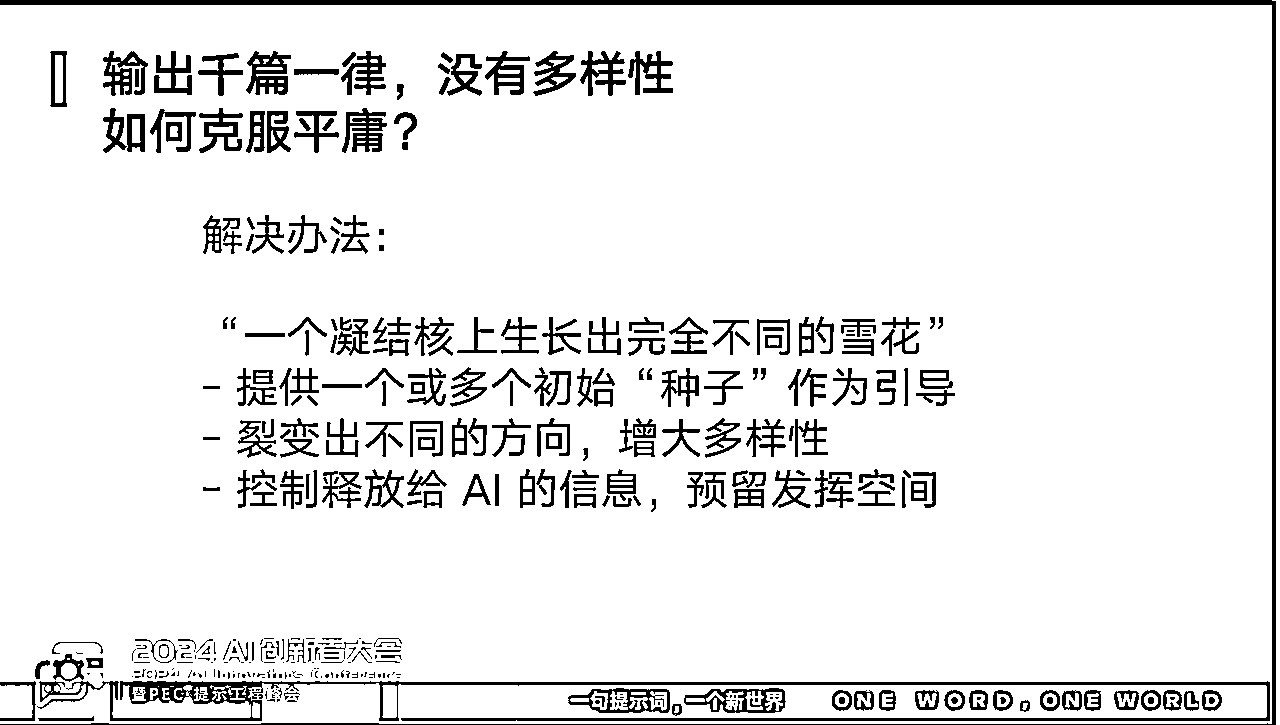 输出千篇一律，没有多样性
如何克服平庸？
解决办法：
“一个凝结核上生长出完全不同的雪花”
- 提供一个或多个初始“种子”作为引导
- 裂变出不同的方向，增大多样性
- 控制释放给 AI 的信息，预留发挥空间
2024 AI 创新者大会
2024 AI Innovators Conference
暨PEC·提示工程峰会
一句提示词，一个新世界
ONE WORD, ONE WORLD